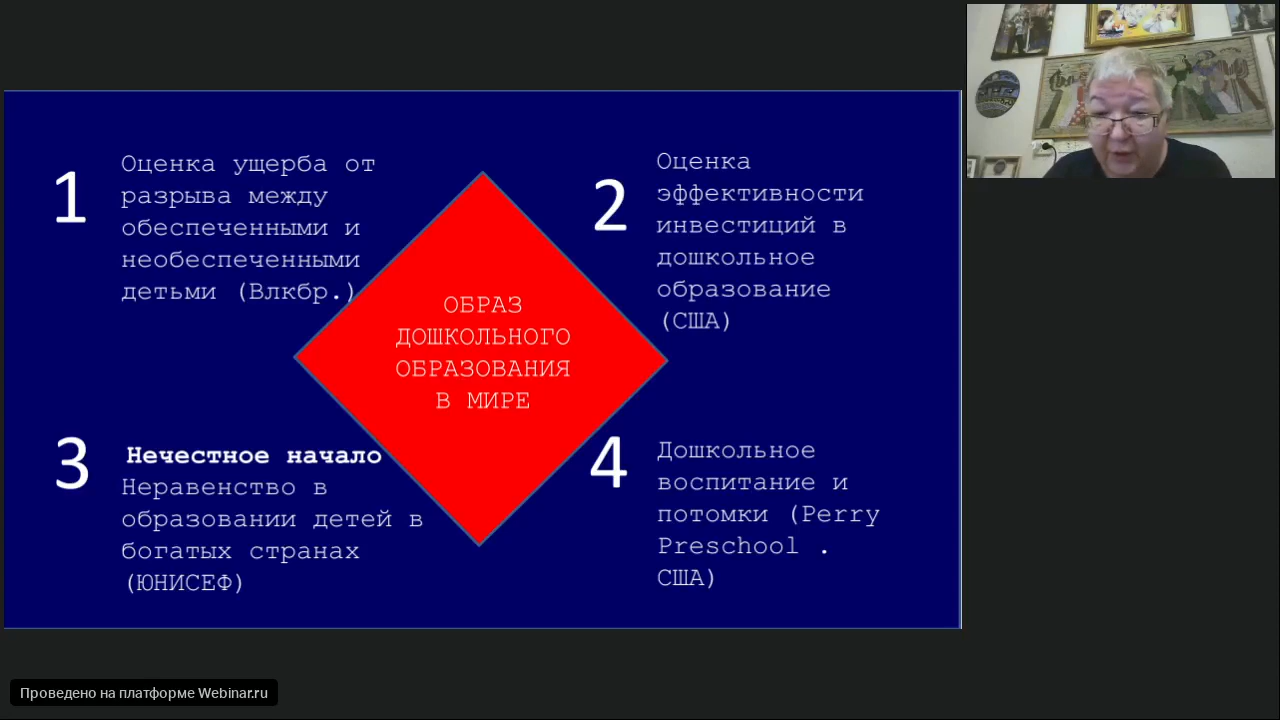 1
Оценка ущерба от
разрыва между
обеспеченными и
необеспеченными
детьми (Влкбр.)
2
Оценка
эффективности
инвестиций в
дошкольное
образование
(США)
ОБРАЗ
ДОШКОЛЬНОГО
ОБРАЗОВАНИЯ
В МИРЕ
3
Нечестное начало
Неравенство в
образовании детей в
богатых странах
(ЮНИСЕФ)
4
Дошкольное
воспитание и
потомки (Perry
Preschool .
США)
Проведено на платформе Webinar.ru